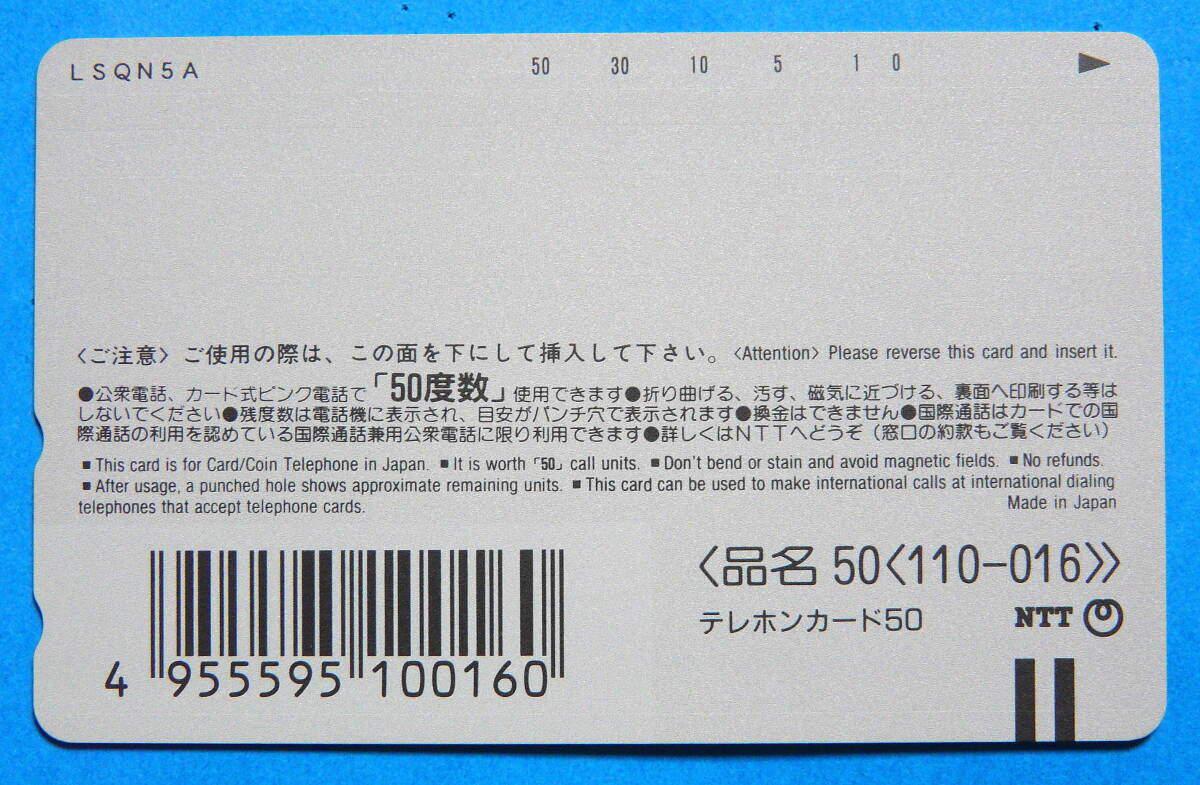 LSQN5A 50 30 10 5 1 0
〈ご注意〉ご使用の際は、この面を下にして挿入して下さい。〈Attention〉Please reverse this card and insert it.
●公衆電話、カード式ピンク電話で「50度数」使用できます●折り曲げる、汚す、磁気に近づける、裏面へ印刷する等は
しないでください●残度数は電話機に表示され、目安がパンチ穴で表示されます●換金はできません●国際通話はカードでの国
際通話の利用を認めている国際通話兼用公衆電話に限り利用できます●詳しくはNTTへどうぞ（窓口の約款もご覧ください）
■This card is for Card/Coin Telephone in Japan. ■It is worth「50」call units. ■Don't bend or stain and avoid magnetic fields. ■No refunds.
■After usage, a punched hole shows approximate remaining units. ■This card can be used to make international calls at international dialing
telephones that accept telephone cards. Made in Japan
〈品名 50〈110-016〉〉
テレホンカード50 NTT
4 955595 100160